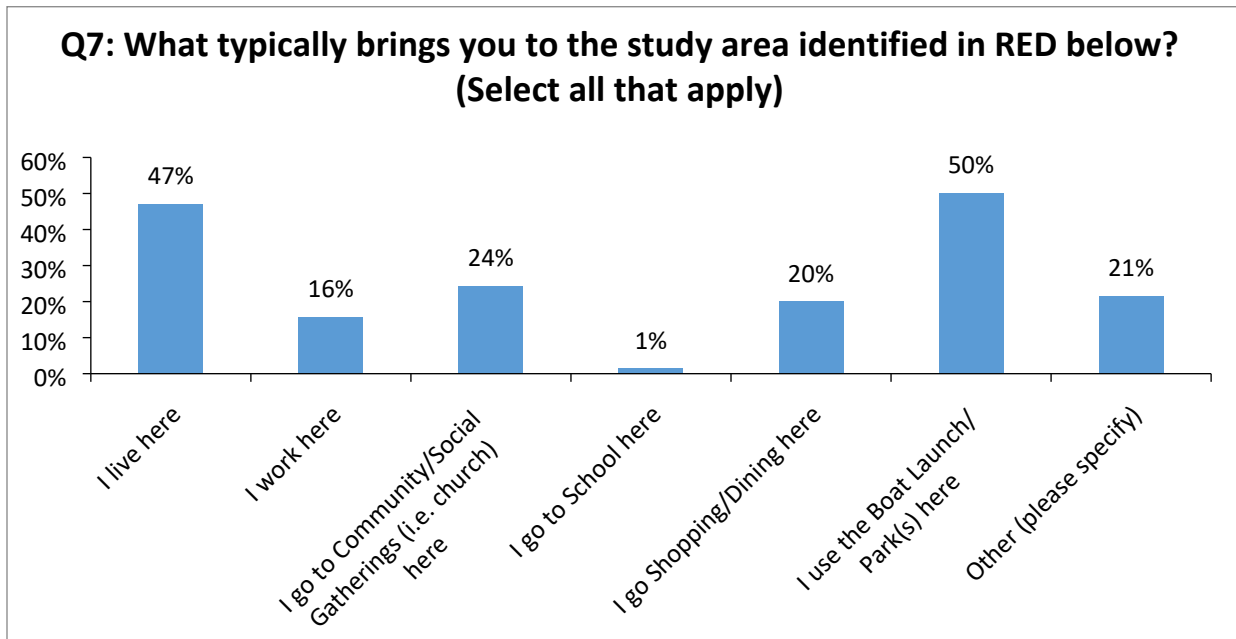 Q7: What typically brings you to the study area identified in RED below?
(Select all that apply)
60%
50%
40%
30%
20%
10%
0%
47%
16%
24%
1%
20%
50%
21%
I live here
I work here
I go to Community/Social
Gatherings (i.e. church)
here
I go to School here
I go Shopping/Dining here
I use the Boat Launch/
Park(s) here
Other (please specify)